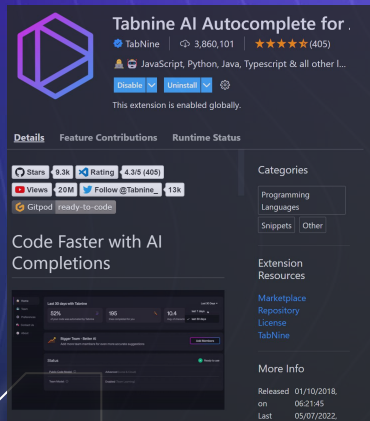 Tabnine AI Autocomplete for
TabNine
3,860,101
(405)
JavaScript, Python, Java, Typescript & all other l...
Disable
Uninstall
This extension is enabled globally.
Details
Feature Contributions
Runtime Status
Stars 9.3k
Rating 4.3/5 (405)
Views 20M
Follow @Tabnine_ 13k
Gitpod ready-to-code
Code Faster with AI
Completions
Last 30 days with Tabnine
52%
195
10.4
Status
Categories
Programming
Languages
Snippets
Other
Extension
Resources
Marketplace
Repository
License
TabNine
More Info
Released 01/10/2018,
on 06:21:45
Last 05/07/2022,